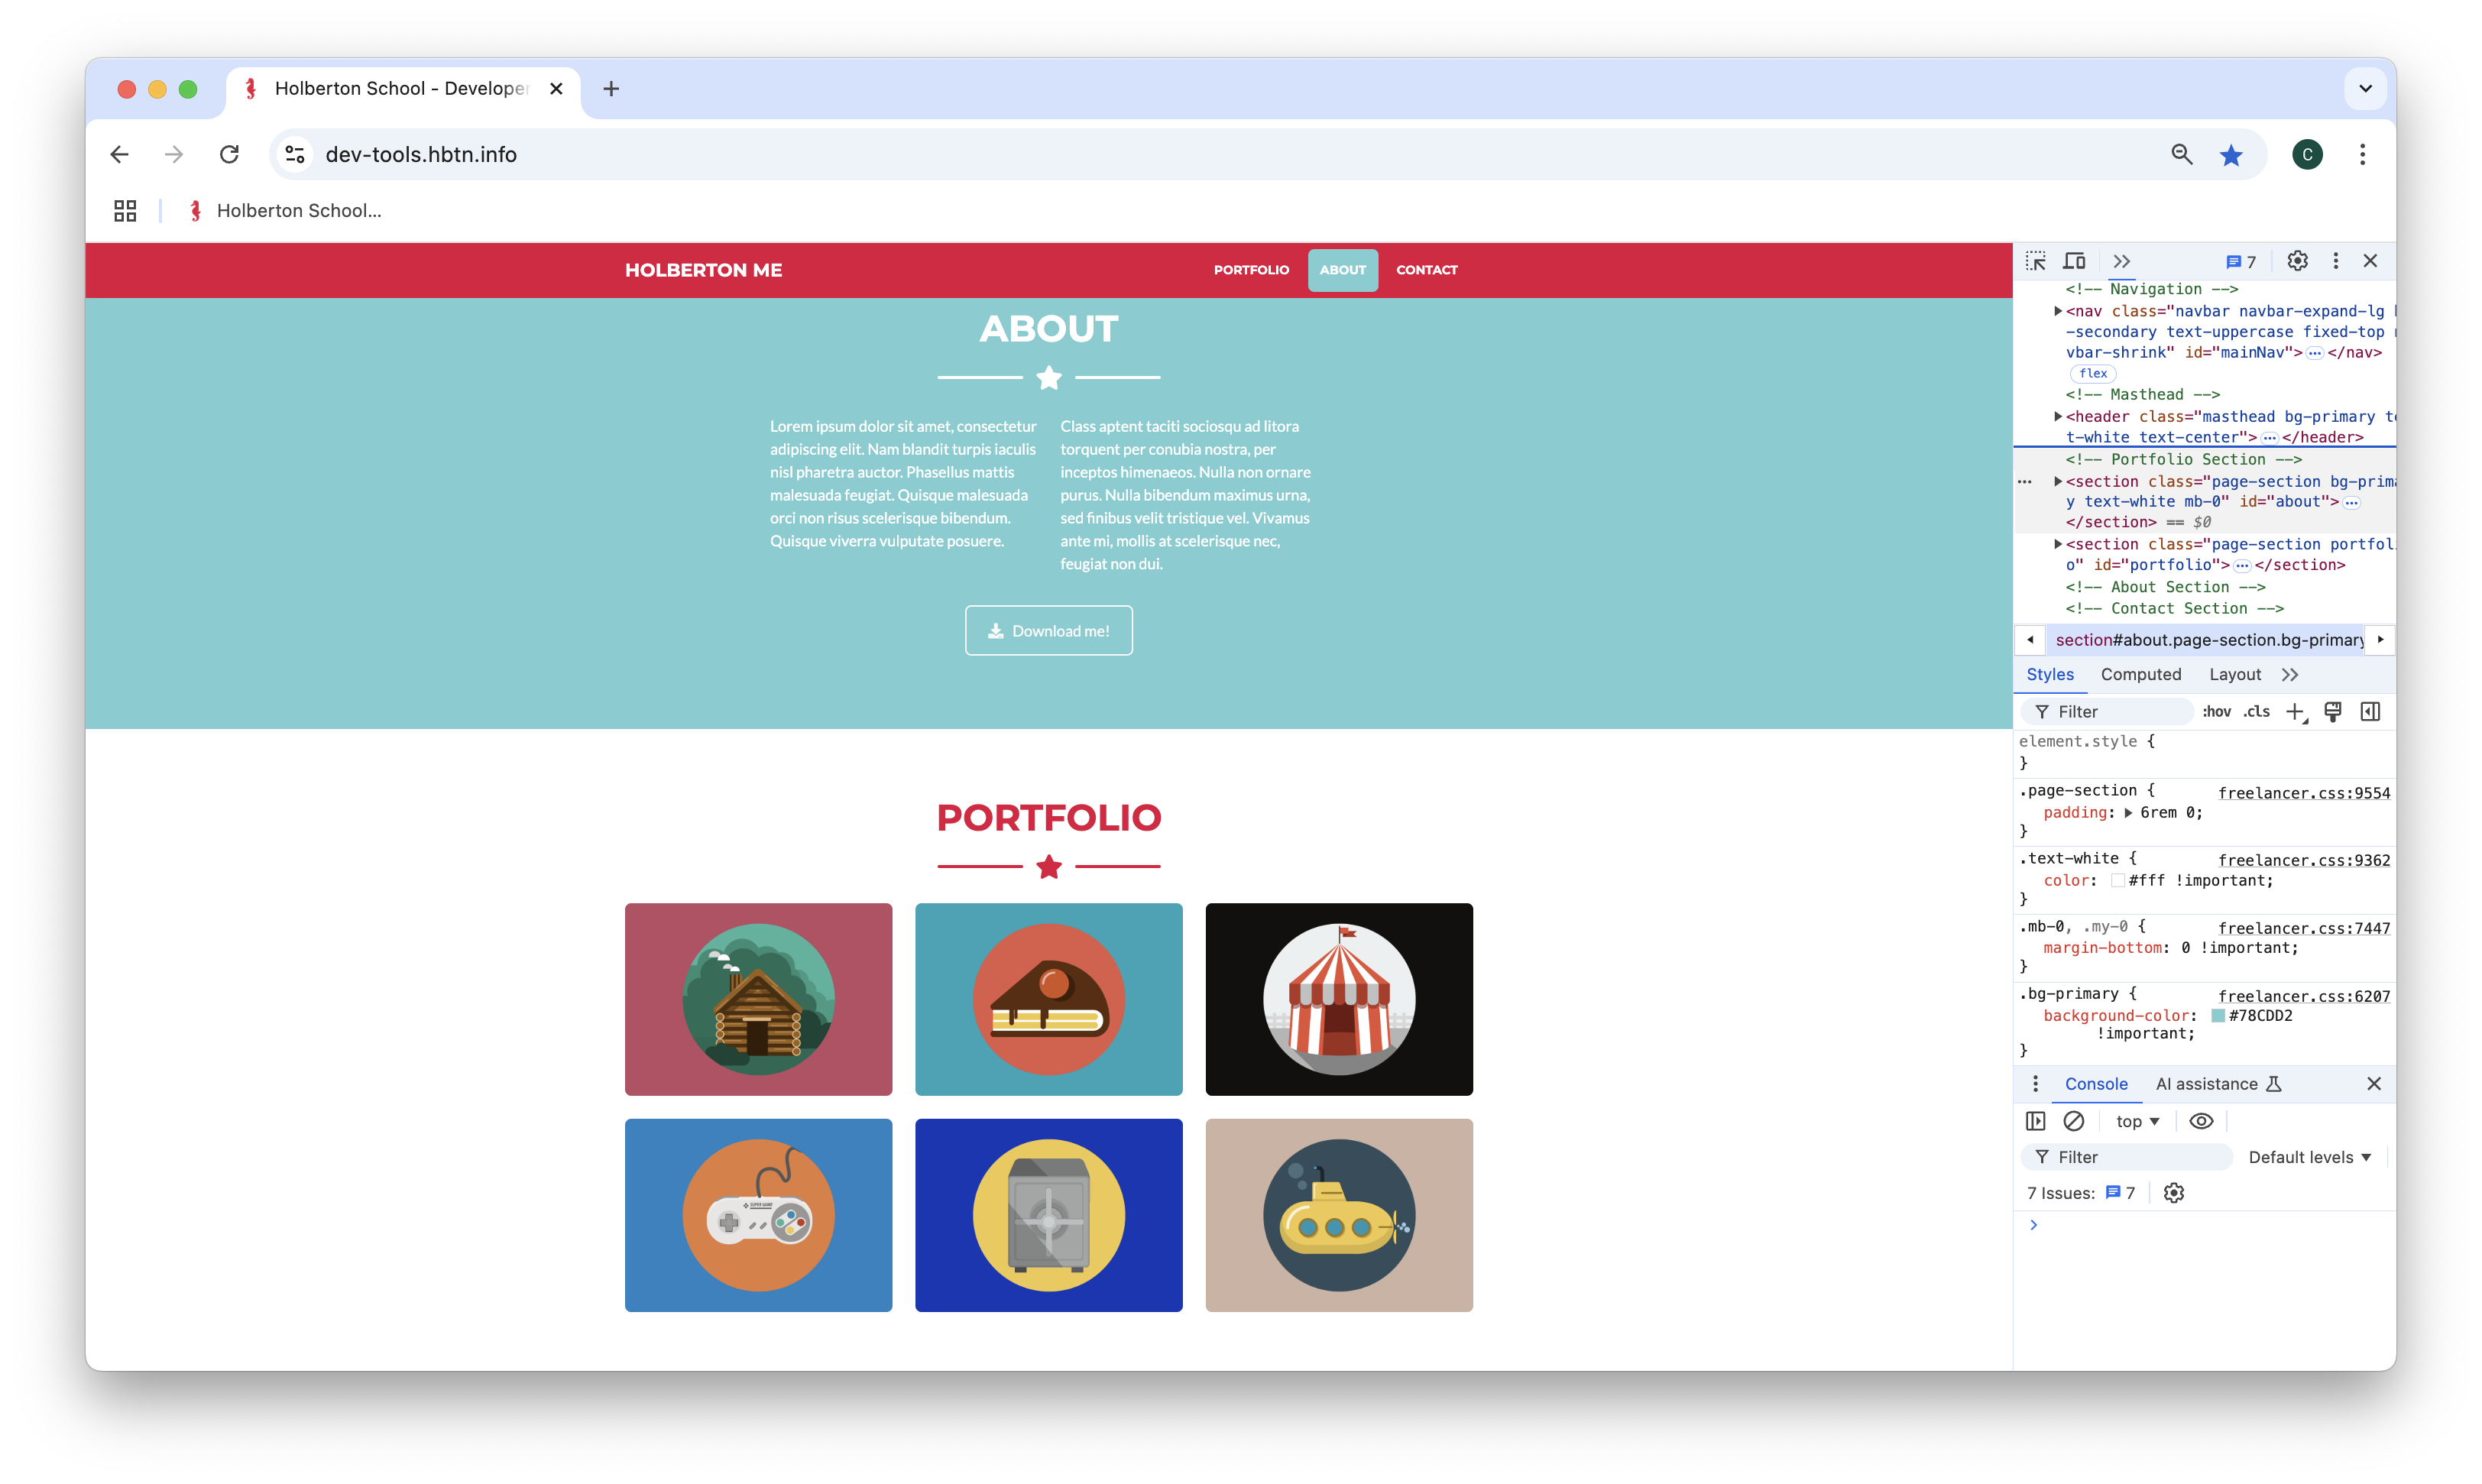 Holberton School - Developer
dev-tools.hbtn.info
C
Holberton School...
HOLBERTON ME
PORTFOLIO
ABOUT
CONTACT
ABOUT
Lorem ipsum dolor sit amet, consectetur
adipiscing elit. Nam blandit turpis iaculis
nisl pharetra auctor. Phasellus mattis
malesuada feugiat. Quisque malesuada
orci non risus scelerisque bibendum.
Quisque viverra vulputate posuere.
Class aptent taciti sociosqu ad litora
torquent per conubia nostra, per
inceptos himenaeos. Nulla non ornare
purus. Nulla bibendum maximus urna,
sed finibus velit tristique vel. Vivamus
ante mi, mollis at scelerisque nec,
feugiat non dui.
Download me!
PORTFOLIO
SUPER GAME
7
<!-- Navigation -->
<nav class="navbar navbar-expand-lg
-secondary text-uppercase fixed-top
vbar-shrink" id="mainNav">…</nav>
flex
<!-- Masthead -->
<header class="masthead bg-primary te
t-white text-center">…</header>
<!-- Portfolio Section -->
<section class="page-section bg-prima
y text-white mb-0" id="about">…
</section> == $0
<section class="page-section portfoli
o" id="portfolio">…</section>
<!-- About Section -->
<!-- Contact Section -->
section#about.page-section.bg-primary
Styles Computed Layout
Filter :hov .cls
element.style {
}
.page-section { freelancer.css:9554
padding: 6rem 0;
}
.text-white { freelancer.css:9362
color: #fff !important;
}
.mb-0, .my-0 { freelancer.css:7447
margin-bottom: 0 !important;
}
.bg-primary { freelancer.css:6207
background-color: #78CDD2
!important;
}
Console AI assistance
top
Filter Default levels
7 Issues: 7